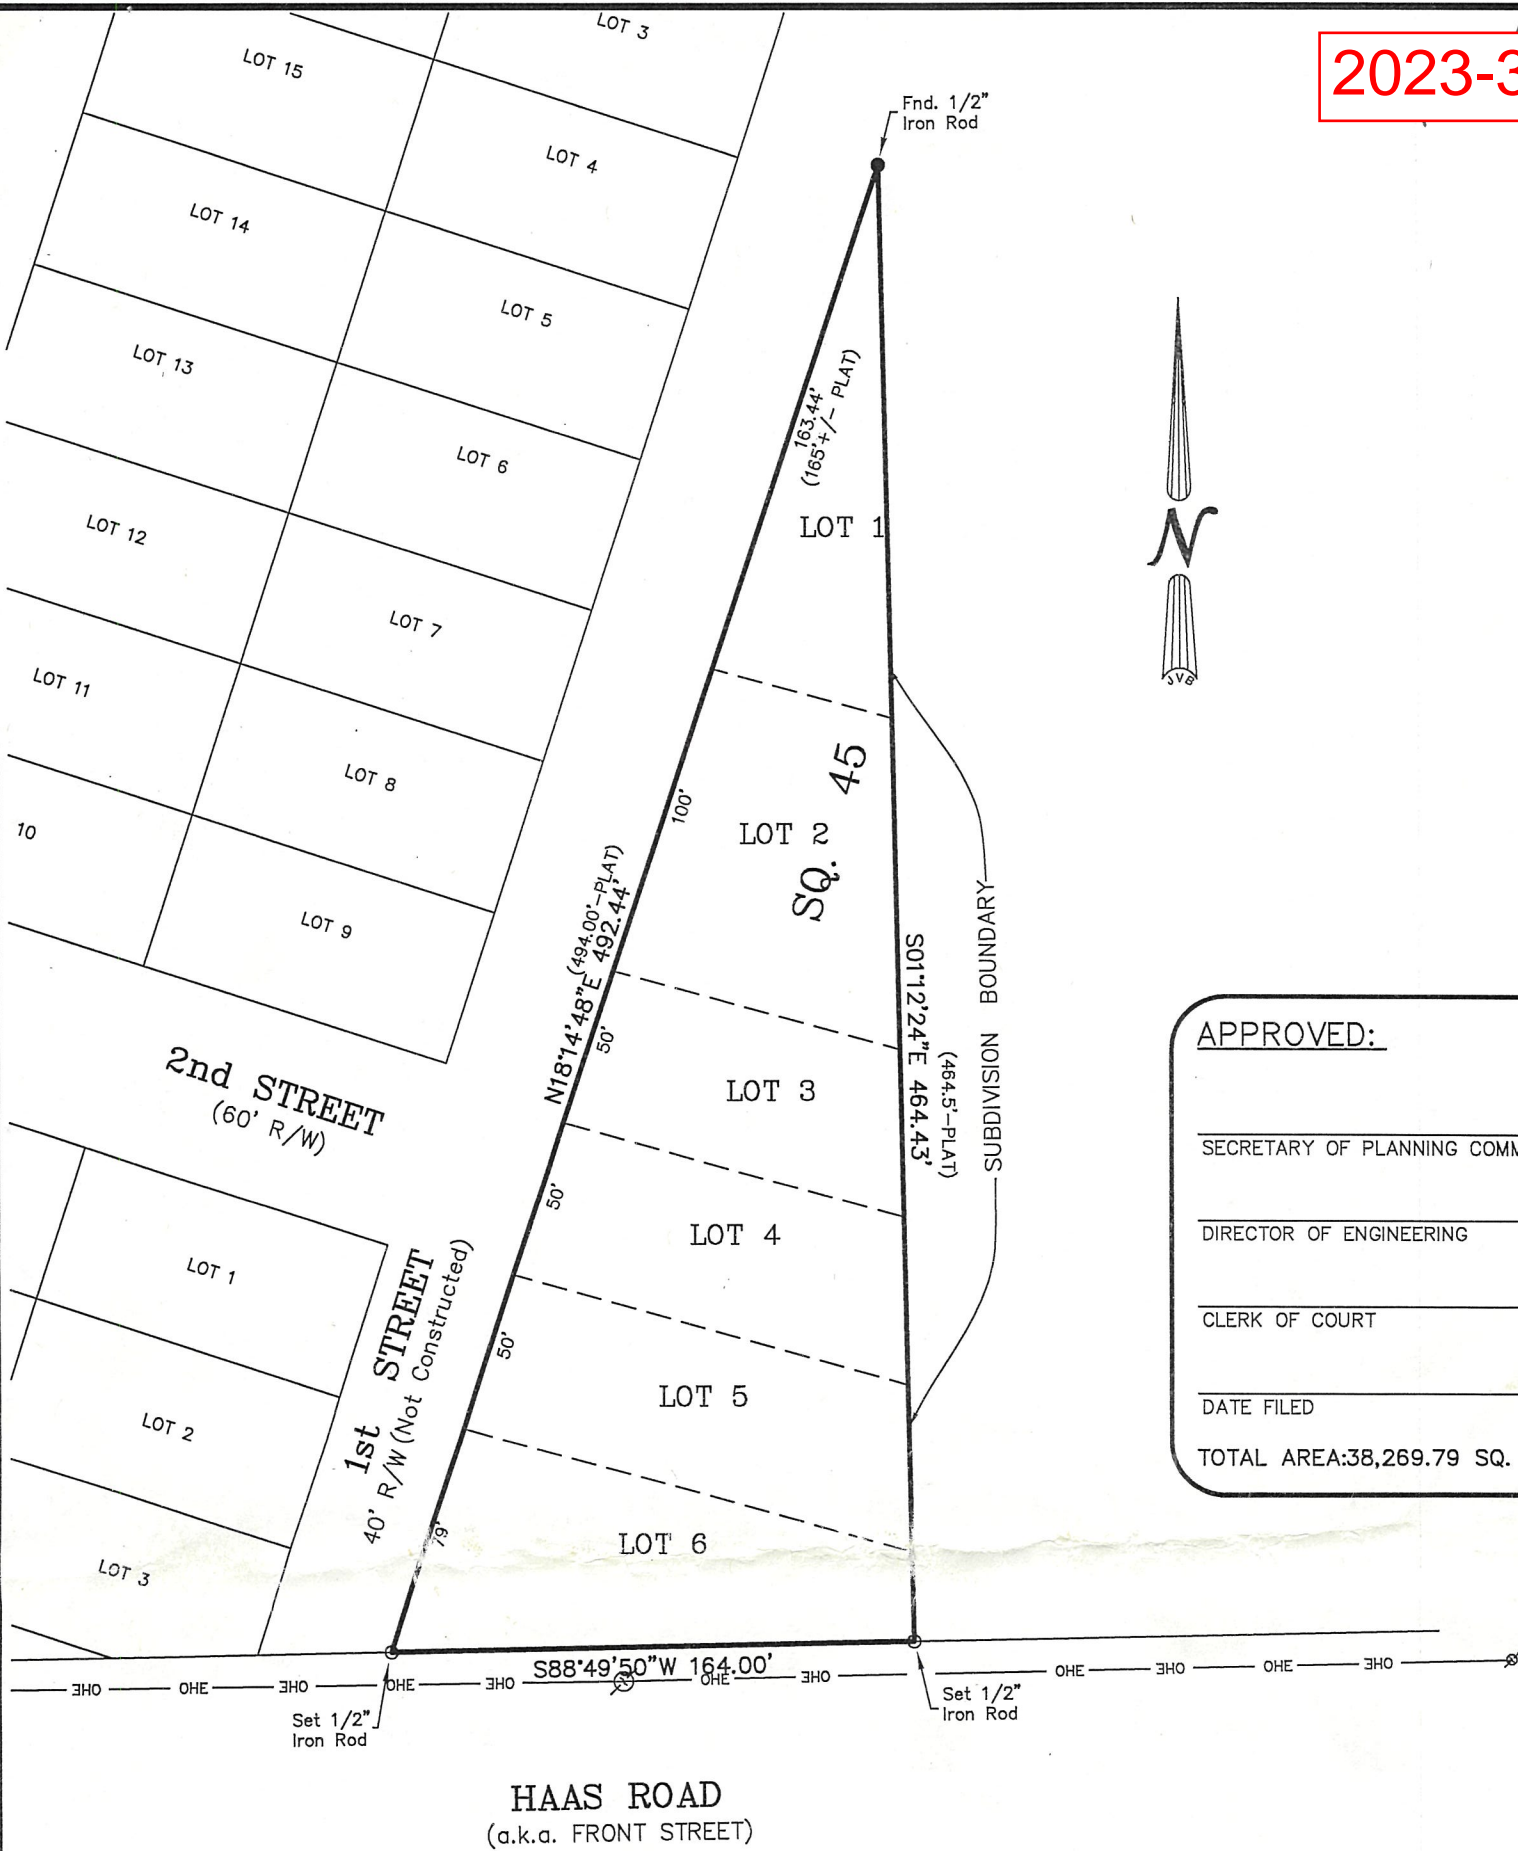 2023-3
LOT 3
LOT 15
LOT 4
LOT 14
LOT 5
LOT 13
LOT 6
LOT 12
LOT 7
LOT 11
LOT 8
10
LOT 9
Fnd. 1/2"
Iron Rod
163.44'
(165'+/- PLAT)
LOT 1
100'
LOT 2
SQ. 45
(494.00'-PLAT)
N18°14'48"E 492.44'
50'
LOT 3
S01°12'24"E 464.43'
(464.5'-PLAT)
SUBDIVISION BOUNDARY
N
JVB
2nd STREET
(60' R/W)
50'
LOT 4
LOT 1
1st STREET
40' R/W (Not Constructed)
50'
LOT 5
LOT 2
79'
LOT 6
LOT 3
S88°49'50"W 164.00'
OHE OHE OHE OHE OHE OHE OHE OHE OHE OHE OHE
Set 1/2"
Iron Rod
Set 1/2"
Iron Rod
HAAS ROAD
(a.k.a. FRONT STREET)
APPROVED:
SECRETARY OF PLANNING COMM
DIRECTOR OF ENGINEERING
CLERK OF COURT
DATE FILED
TOTAL AREA:38,269.79 SQ.